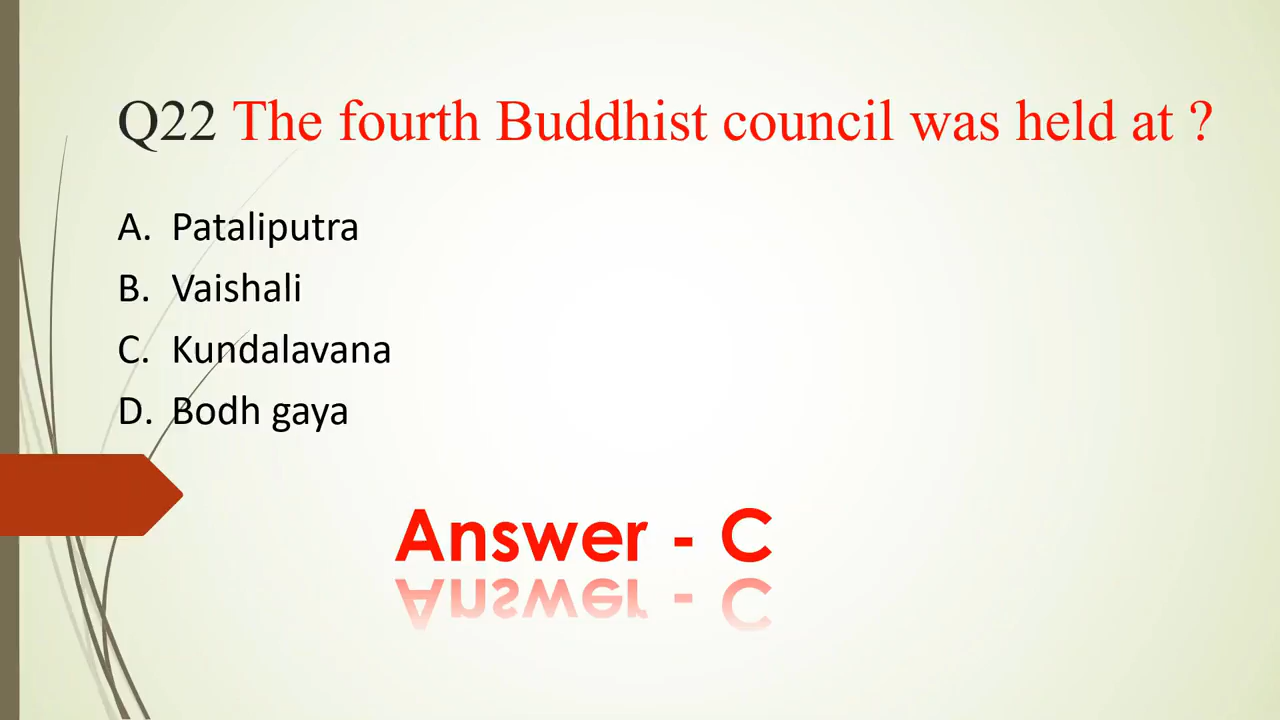 Q22 The fourth Buddhist council was held at ?
A. Pataliputra
B. Vaishali
C. Kundalavana
D. Bodh gaya
Answer - C